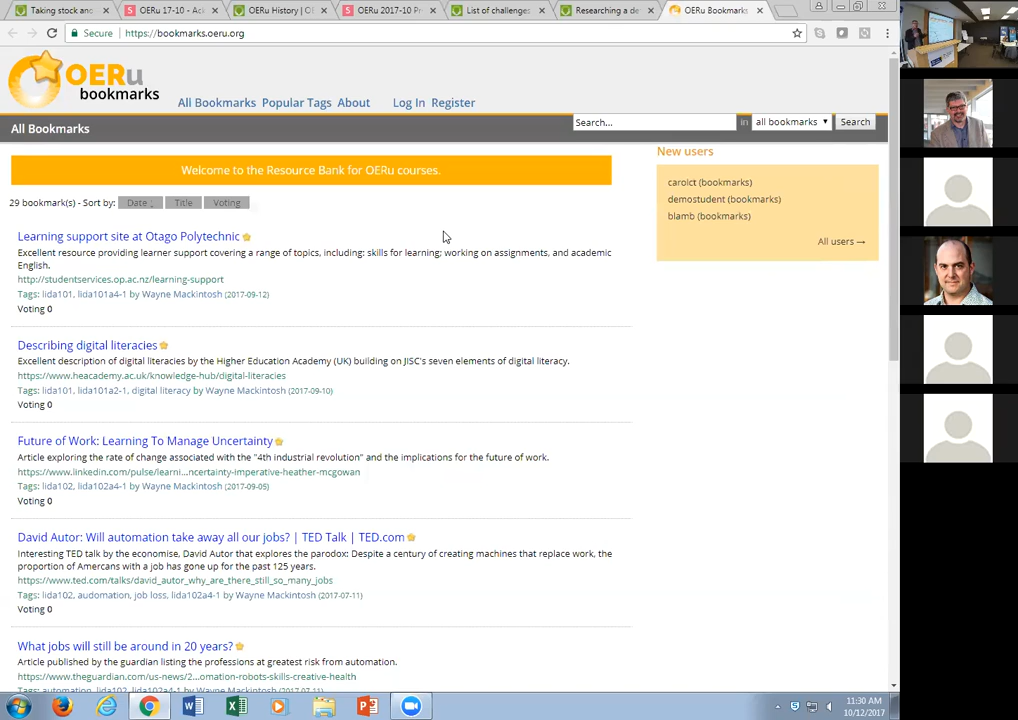 Taking stock anc
OERu 17-10 - Ack
OERu History | O
OERu 2017-10 Pr
List of challenges
Researching a de
OERu Bookmarks
Secure
https://bookmarks.oeru.org
OERu
bookmarks
All Bookmarks Popular Tags About Log In Register
All Bookmarks
Search...
in
all bookmarks
Search
Welcome to the Resource Bank for OERu courses.
New users
carolct (bookmarks)
demostudent (bookmarks)
blamb (bookmarks)
All users →
29 bookmark(s) - Sort by:
Date ↓
Title
Voting
Learning support site at Otago Polytechnic
Excellent resource providing learner support covering a range of topics, including: skills for learning; working on assignments, and academic
English.
http://studentservices.op.ac.nz/learning-support
Tags: lida101, lida101a4-1 by Wayne Mackintosh (2017-09-12)
Voting 0
Describing digital literacies
Excellent description of digital literacies by the Higher Education Academy (UK) building on JISC's seven elements of digital literacy.
https://www.heacademy.ac.uk/knowledge-hub/digital-literacies
Tags: lida101, lida101a2-1, digital literacy by Wayne Mackintosh (2017-09-10)
Voting 0
Future of Work: Learning To Manage Uncertainty
Article exploring the rate of change associated with the "4th industrial revolution" and the implications for the future of work.
https://www.linkedin.com/pulse/learni...ncertainty-imperative-heather-mcgowan
Tags: lida102, lida102a4-1 by Wayne Mackintosh (2017-09-05)
Voting 0
David Autor: Will automation take away all our jobs? | TED Talk | TED.com
Interesting TED talk by the economise, David Autor that explores the parodox: Despite a century of creating machines that replace work, the
proportion of Amercans with a job has gone up for the past 125 years.
https://www.ted.com/talks/david_autor_why_are_there_still_so_many_jobs
Tags: lida102, audomation, job loss, lida102a4-1 by Wayne Mackintosh (2017-07-11)
Voting 0
What jobs will still be around in 20 years?
Article published by the guardian listing the professions at greatest risk from automation.
https://www.theguardian.com/us-news/2...omation-robots-skills-creative-health
Tags: automation, lida102, lida102a4-1 by Wayne Mackintosh (2017-07-11)
11:30 AM
10/12/2017